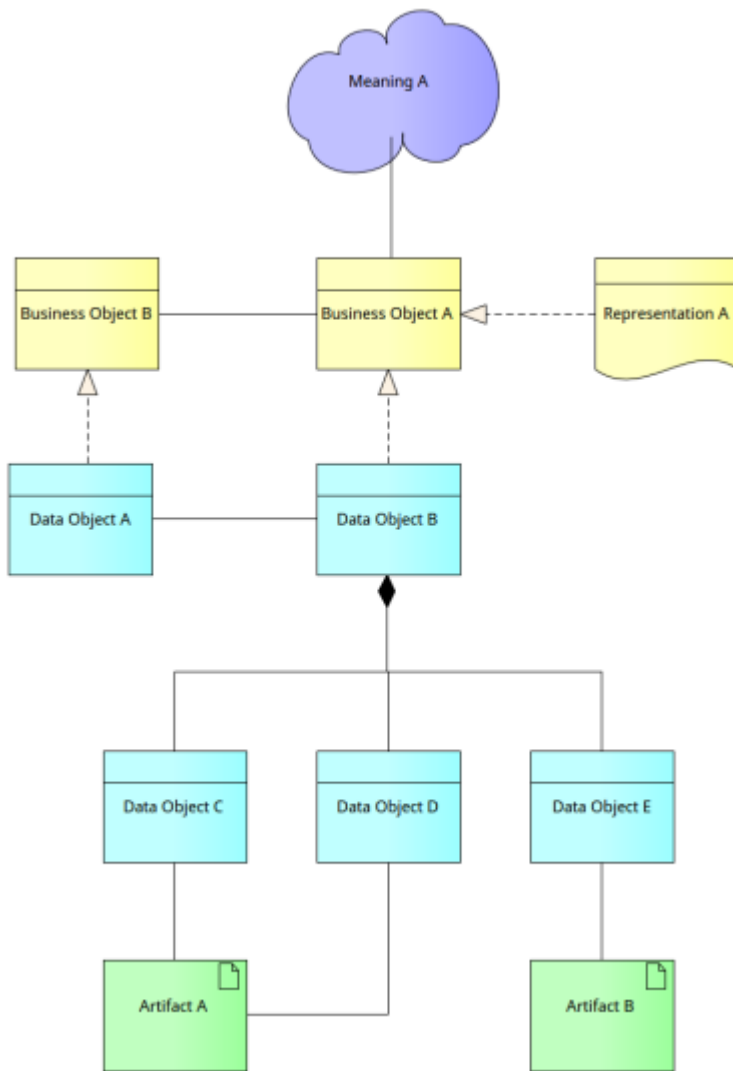 Meaning A
Business Object B
Business Object A
Representation A
Data Object A
Data Object B
Data Object C
Data Object D
Data Object E
Artifact A
Artifact B